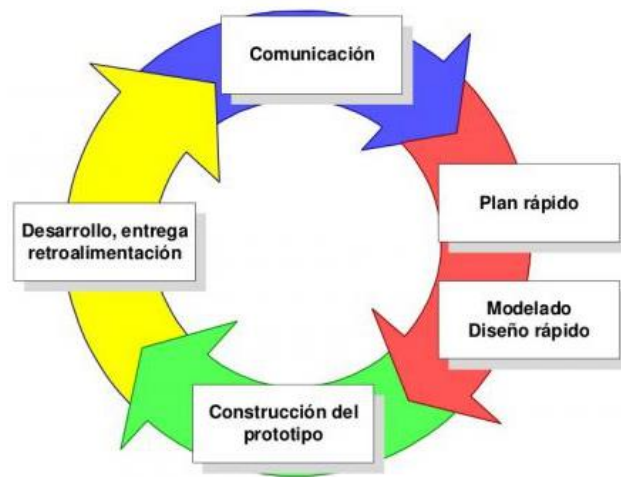 Comunicación
Plan rápido
Modelado
Diseño rápido
Construcción del
prototipo
Desarrollo, entrega
retroalimentación